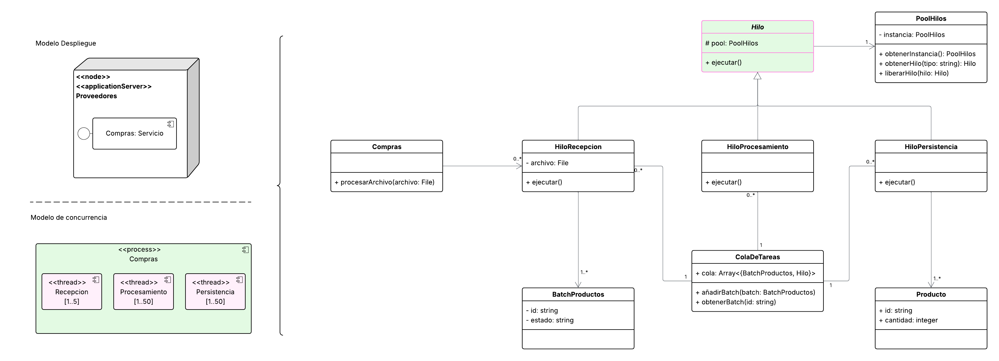 Modelo Despliegue
<<node>>
<<applicationServer>>
Proveedores
Compras: Servicio
Modelo de concurrencia
<<process>>
Compras
<<thread>>
Recepcion
[1..5]
<<thread>>
Procesamiento
[1..50]
<<thread>>
Persistencia
[1..50]
Hilo
# pool: PoolHilos
+ ejecutar()
1
PoolHilos
- instancia: PoolHilos
+ obtenerInstancia(): PoolHilos
+ obtenerHilo(tipo: string): Hilo
+ liberarHilo(hilo: Hilo)
Compras
+ procesarArchivo(archivo: File)
0..*
HiloRecepcion
- archivo: File
+ ejecutar()
0..*
HiloProcesamiento
+ ejecutar()
0..*
0..*
HiloPersistencia
+ ejecutar()
1..*
BatchProductos
- id: string
- estado: string
1
1
ColaDeTareas
+ cola: Array<{BatchProductos, Hilo}>
+ añadirBatch(batch: BatchProductos)
+ obtenerBatch(id: string)
1
1..*
Producto
+ id: string
+ cantidad: integer